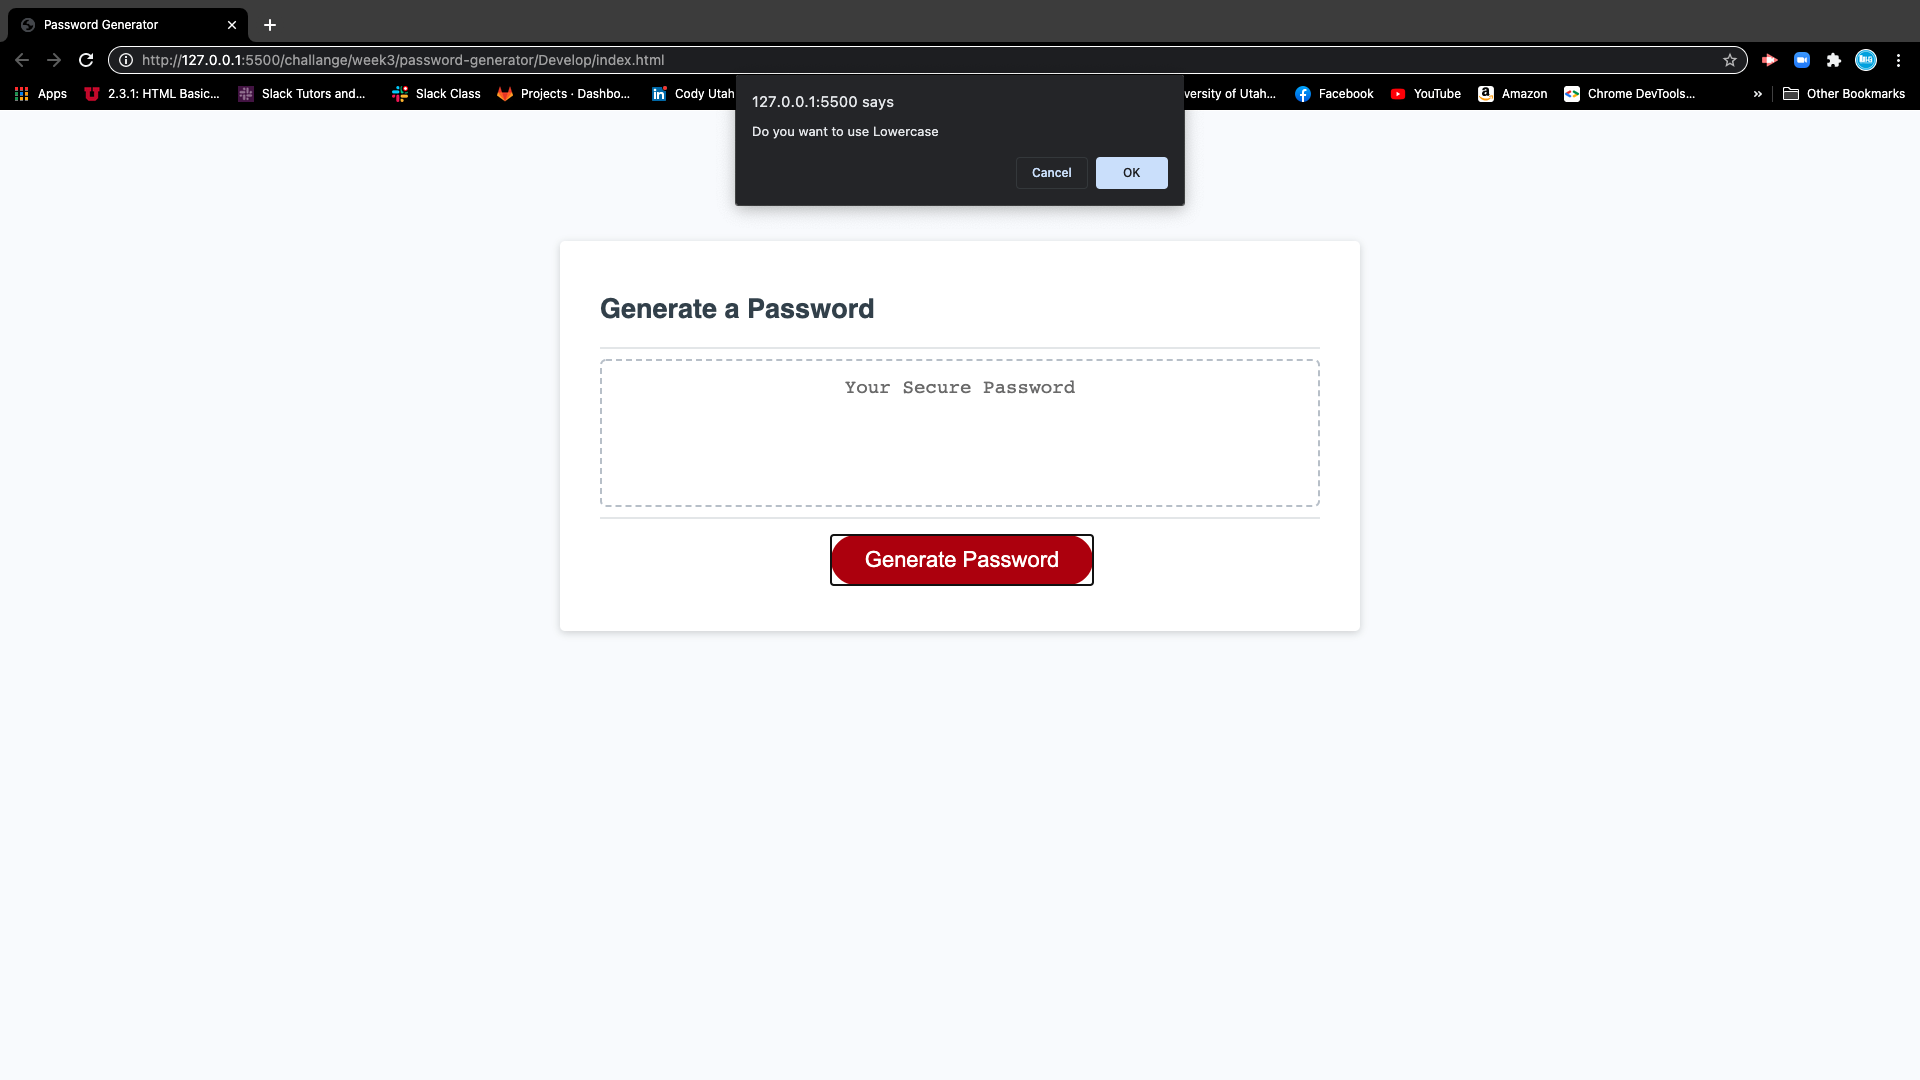 Password Generator
http://127.0.0.1:5500/challange/week3/password-generator/Develop/index.html
Apps 2.3.1: HTML Basic... Slack Tutors and... Slack Class Projects · Dashbo... Cody Utah versity of Utah... Facebook YouTube Amazon Chrome DevTools... » Other Bookmarks
127.0.0.1:5500 says
Do you want to use Lowercase
Cancel OK
Generate a Password
Your Secure Password
Generate Password